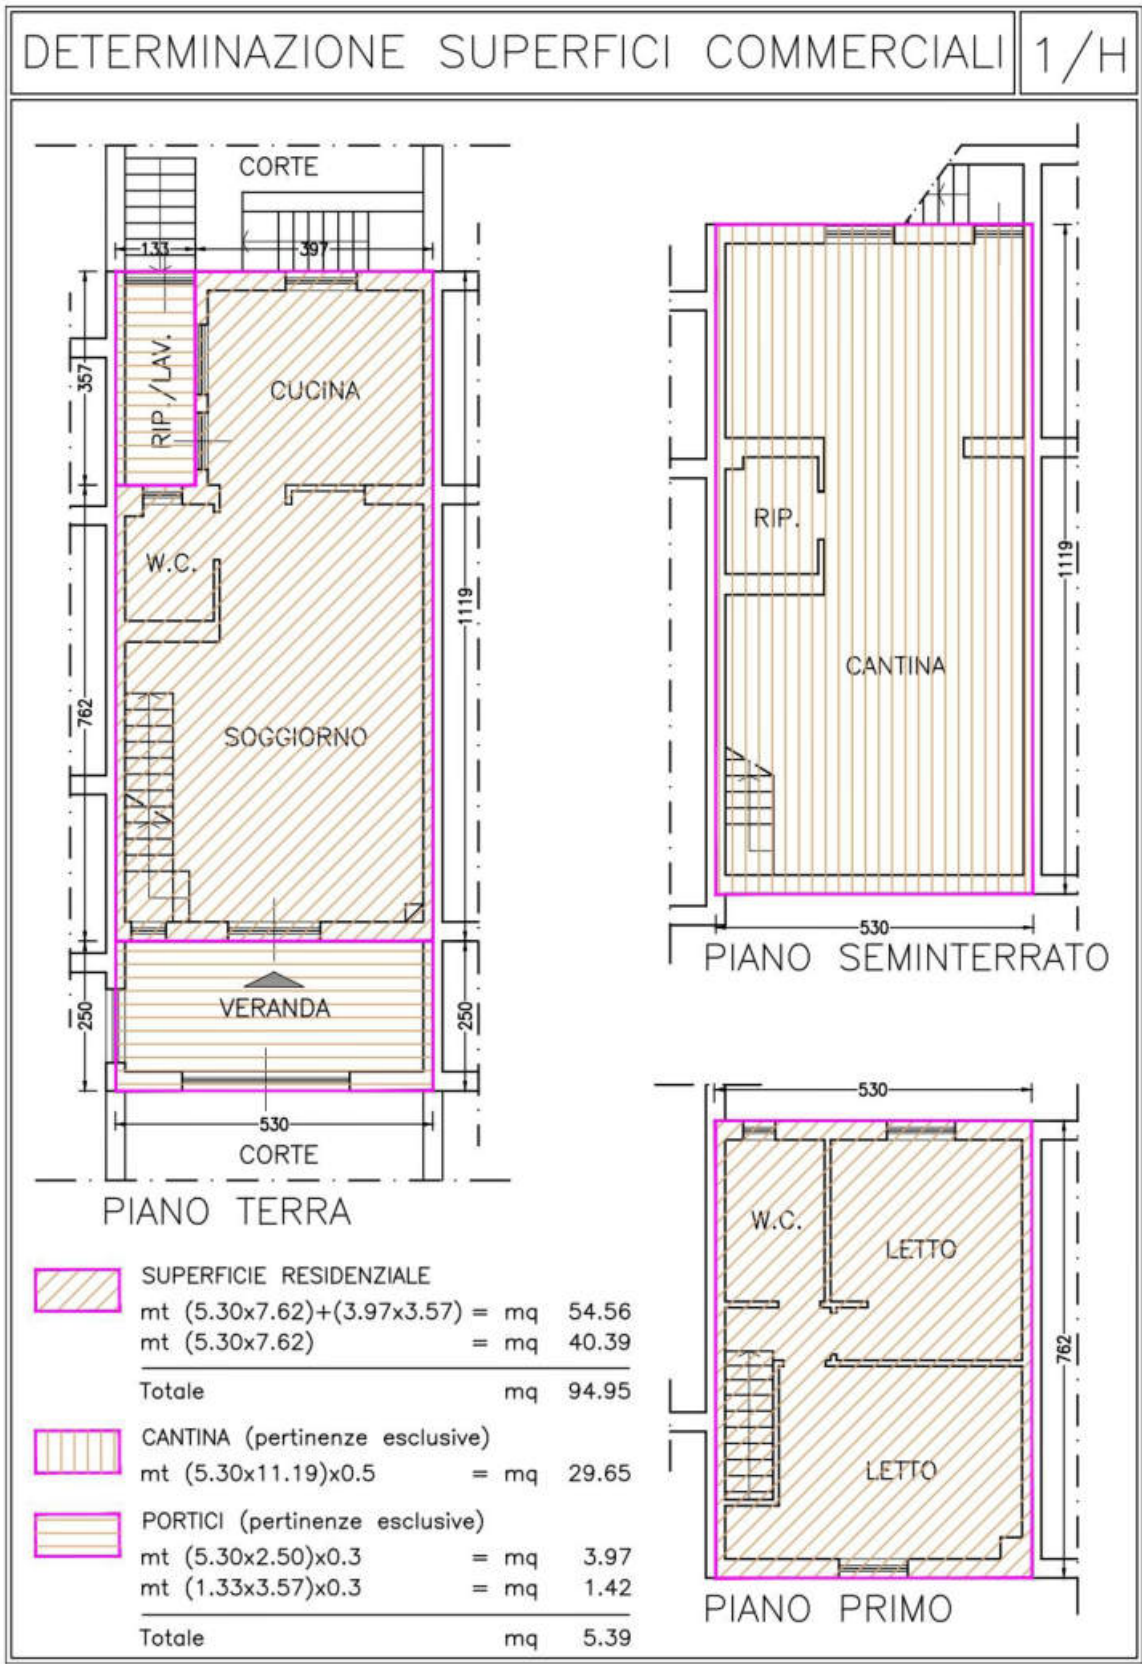 DETERMINAZIONE SUPERFICI COMMERCIALI 1/H
CORTE
133
397
357
RIP./LAV.
CUCINA
W.C.
1119
762
SOGGIORNO
250
VERANDA
250
530
CORTE
PIANO TERRA
RIP.
1119
CANTINA
530
PIANO SEMINTERRATO
530
W.C.
LETTO
762
LETTO
PIANO PRIMO
SUPERFICIE RESIDENZIALE
mt (5.30x7.62)+(3.97x3.57) = mq 54.56
mt (5.30x7.62) = mq 40.39
Totale mq 94.95
CANTINA (pertinenze esclusive)
mt (5.30x11.19)x0.5 = mq 29.65
PORTICI (pertinenze esclusive)
mt (5.30x2.50)x0.3 = mq 3.97
mt (1.33x3.57)x0.3 = mq 1.42
Totale mq 5.39